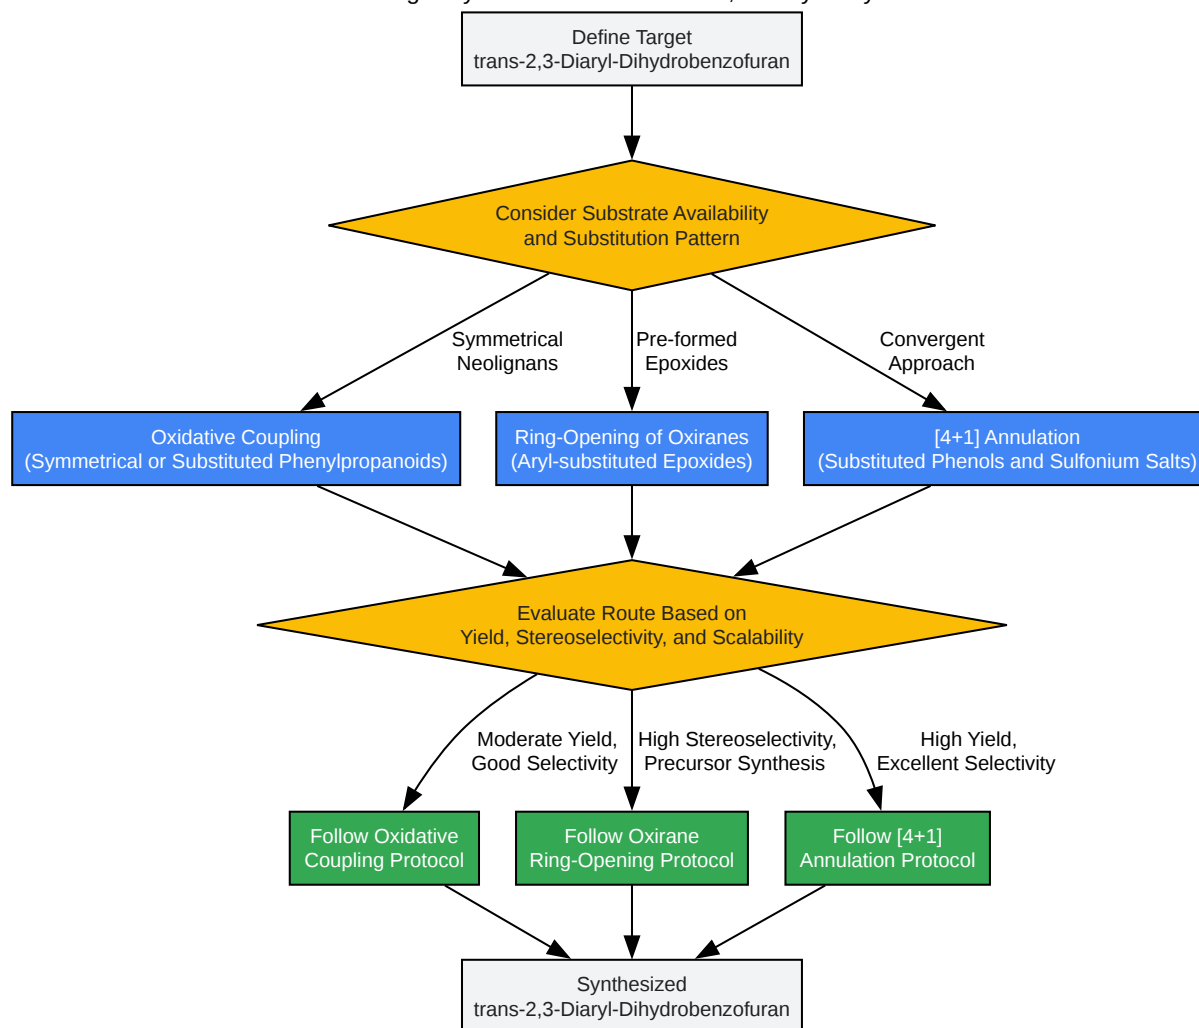 Define Target
trans-2,3-Diaryl-Dihydrobenzofuran
Consider Substrate Availability
and Substitution Pattern
Symmetrical
Neolignans
Pre-formed
Epoxides
Convergent
Approach
Oxidative Coupling
(Symmetrical or Substituted Phenylpropanoids)
Ring-Opening of Oxiranes
(Aryl-substituted Epoxides)
[4+1] Annulation
(Substituted Phenols and Sulfonium Salts)
Evaluate Route Based on
Yield, Stereoselectivity, and Scalability
Moderate Yield,
Good Selectivity
High Stereoselectivity,
Precursor Synthesis
High Yield,
Excellent Selectivity
Follow Oxidative
Coupling Protocol
Follow Oxirane
Ring-Opening Protocol
Follow [4+1]
Annulation Protocol
Synthesized
trans-2,3-Diaryl-Dihydrobenzofuran